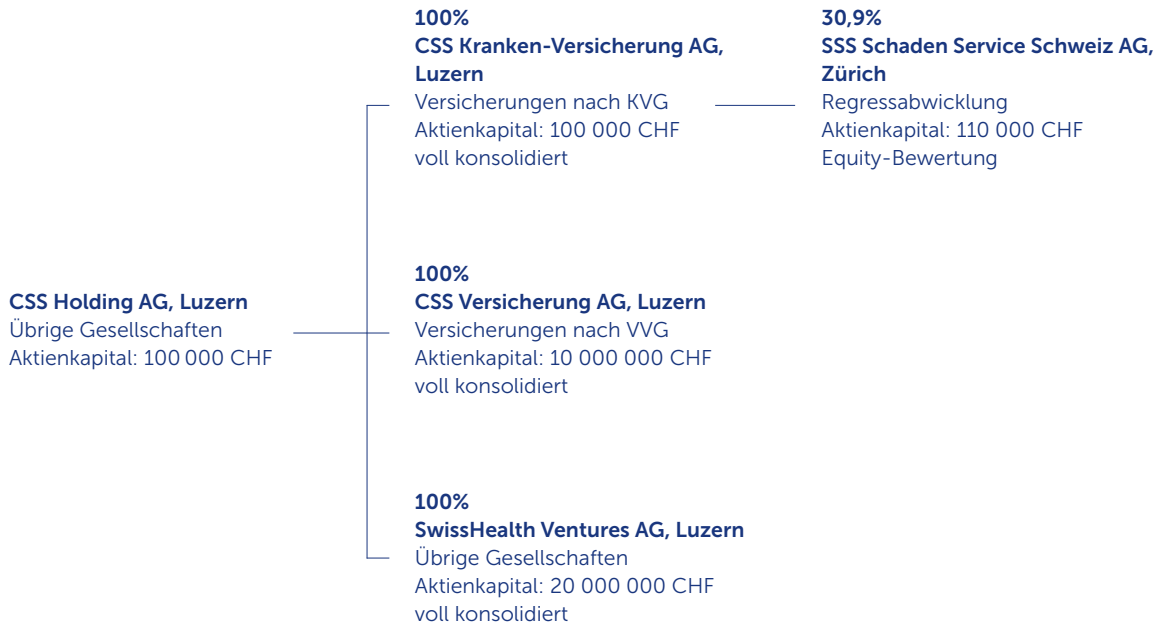 100%
CSS Kranken-Versicherung AG,
Luzern
Versicherungen nach KVG
Aktienkapital: 100 000 CHF
voll konsolidiert
30,9%
SSS Schaden Service Schweiz AG,
Zürich
Regressabwicklung
Aktienkapital: 110 000 CHF
Equity-Bewertung
CSS Holding AG, Luzern
Übrige Gesellschaften
Aktienkapital: 100 000 CHF
100%
CSS Versicherung AG, Luzern
Versicherungen nach VVG
Aktienkapital: 10 000 000 CHF
voll konsolidiert
100%
SwissHealth Ventures AG, Luzern
Übrige Gesellschaften
Aktienkapital: 20 000 000 CHF
voll konsolidiert